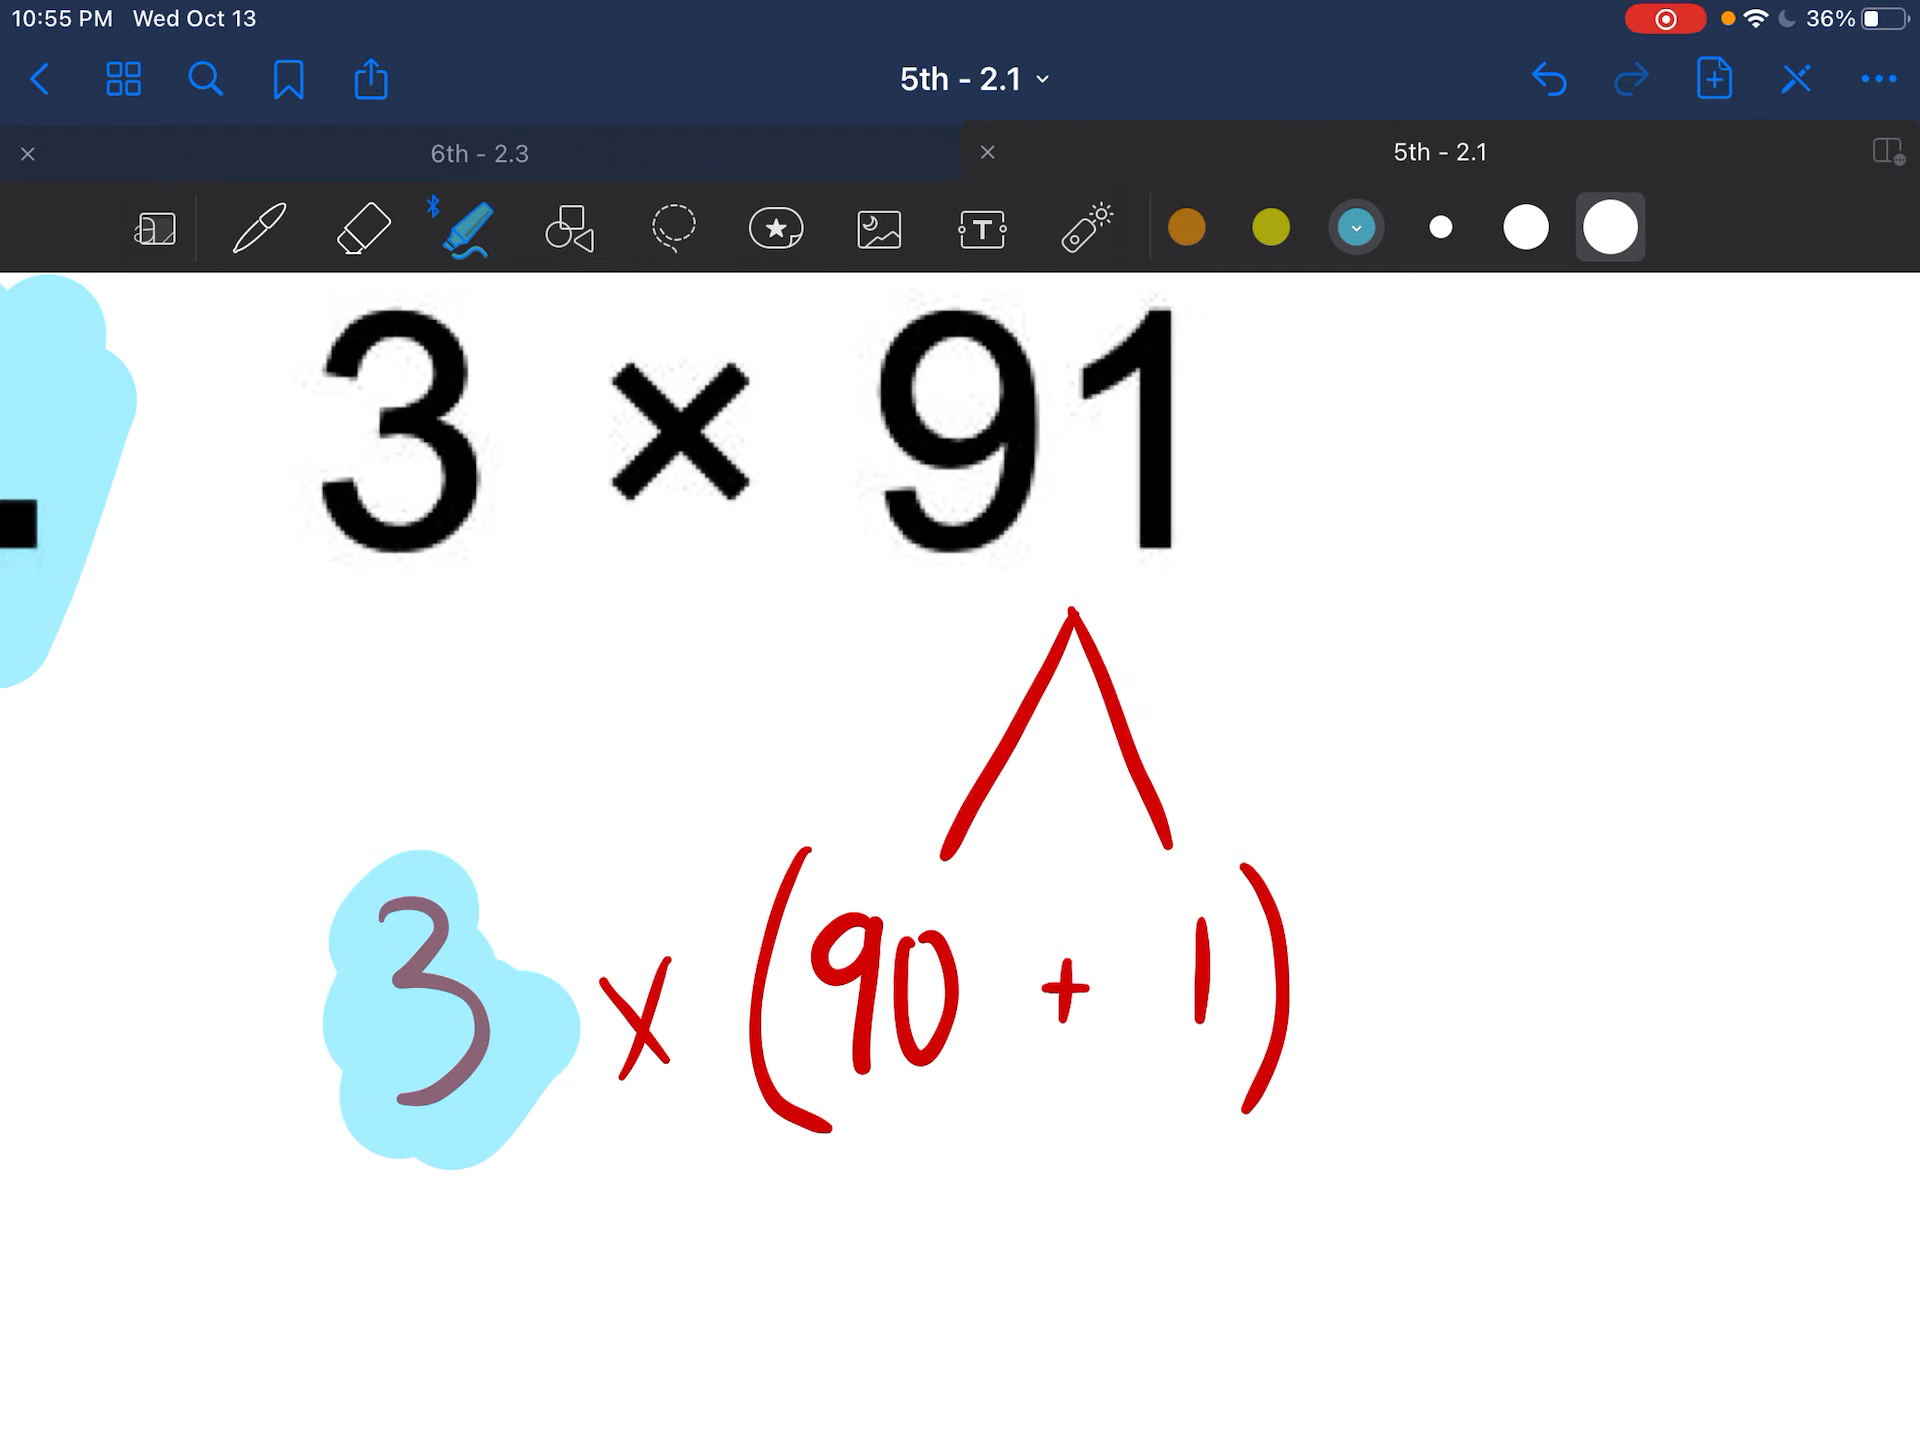 10:55 PM Wed Oct 13 36%
5th - 2.1
6th - 2.3 5th - 2.1
3 × 91
3 x (90 + 1)